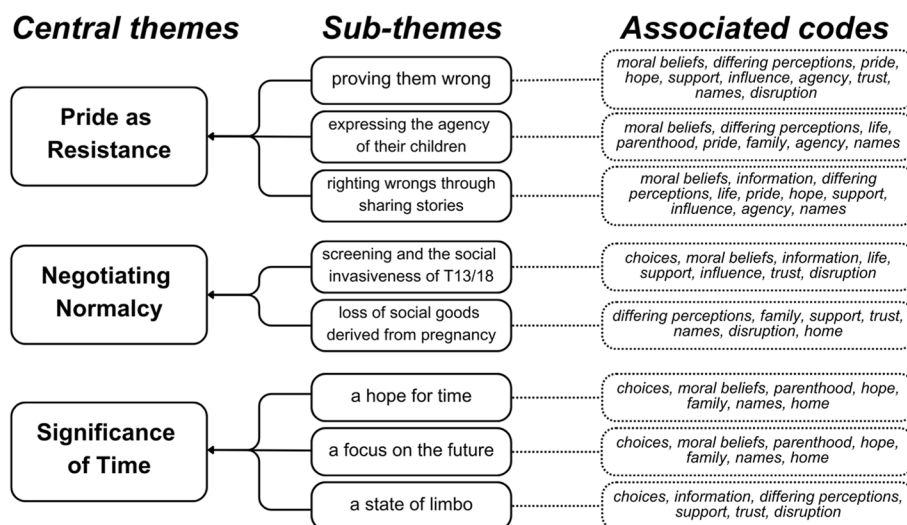 Central themes
Sub-themes
Associated codes
Pride as
Resistance
proving them wrong
moral beliefs, differing perceptions, pride,
hope, support, influence, agency, trust,
names, disruption
expressing the agency
of their children
moral beliefs, differing perceptions, life,
parenthood, pride, family, agency, names
righting wrongs through
sharing stories
moral beliefs, information, differing
perceptions, life, pride, hope, support,
influence, agency, names
Negotiating
Normalcy
screening and the social
invasiveness of T13/18
choices, moral beliefs, information, life,
support, influence, trust, disruption
loss of social goods
derived from pregnancy
differing perceptions, family, support, trust,
names, disruption, home
Significance
of Time
a hope for time
choices, moral beliefs, parenthood, hope,
family, names, home
a focus on the future
choices, moral beliefs, parenthood, hope,
family, names, home
a state of limbo
choices, information, differing perceptions,
support, trust, disruption